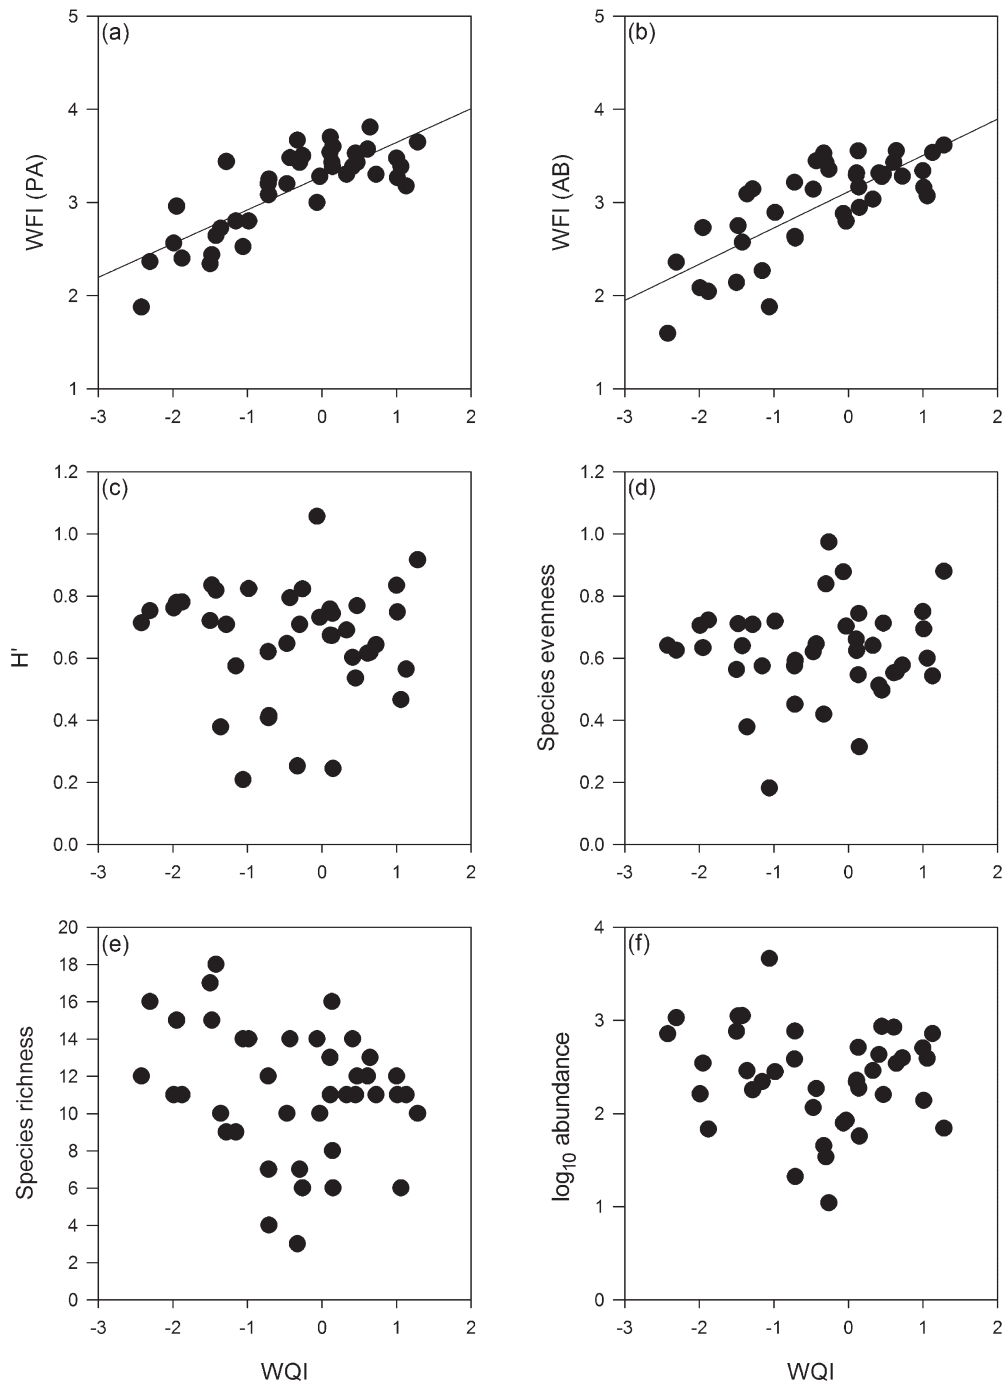 (a)
5
4
3
2
1
WFI (PA)
-3 -2 -1 0 1 2
(b)
5
4
3
2
1
WFI (AB)
-3 -2 -1 0 1 2
(c)
1.2
1.0
0.8
0.6
0.4
0.2
0.0
H'
-3 -2 -1 0 1 2
(d)
1.2
1.0
0.8
0.6
0.4
0.2
0.0
Species evenness
-3 -2 -1 0 1 2
(e)
20
18
16
14
12
10
8
6
4
2
0
Species richness
-3 -2 -1 0 1 2
WQI
(f)
4
3
2
1
0
log10 abundance
-3 -2 -1 0 1 2
WQI